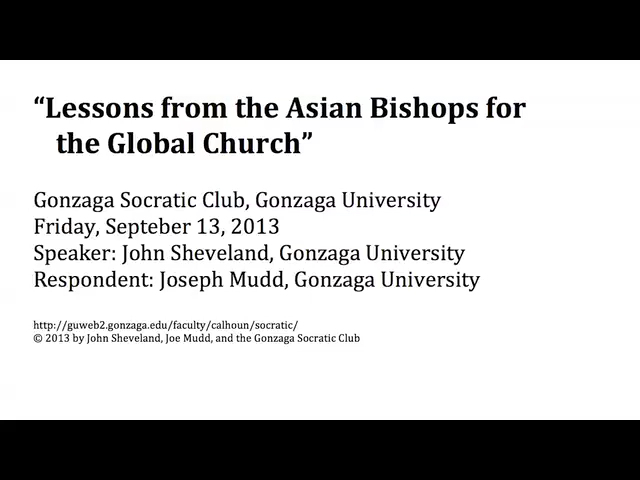 “Lessons from the Asian Bishops for
the Global Church”
Gonzaga Socratic Club, Gonzaga University
Friday, Septeber 13, 2013
Speaker: John Sheveland, Gonzaga University
Respondent: Joseph Mudd, Gonzaga University
http://guweb2.gonzaga.edu/faculty/calhoun/socratic/
© 2013 by John Sheveland, Joe Mudd, and the Gonzaga Socratic Club